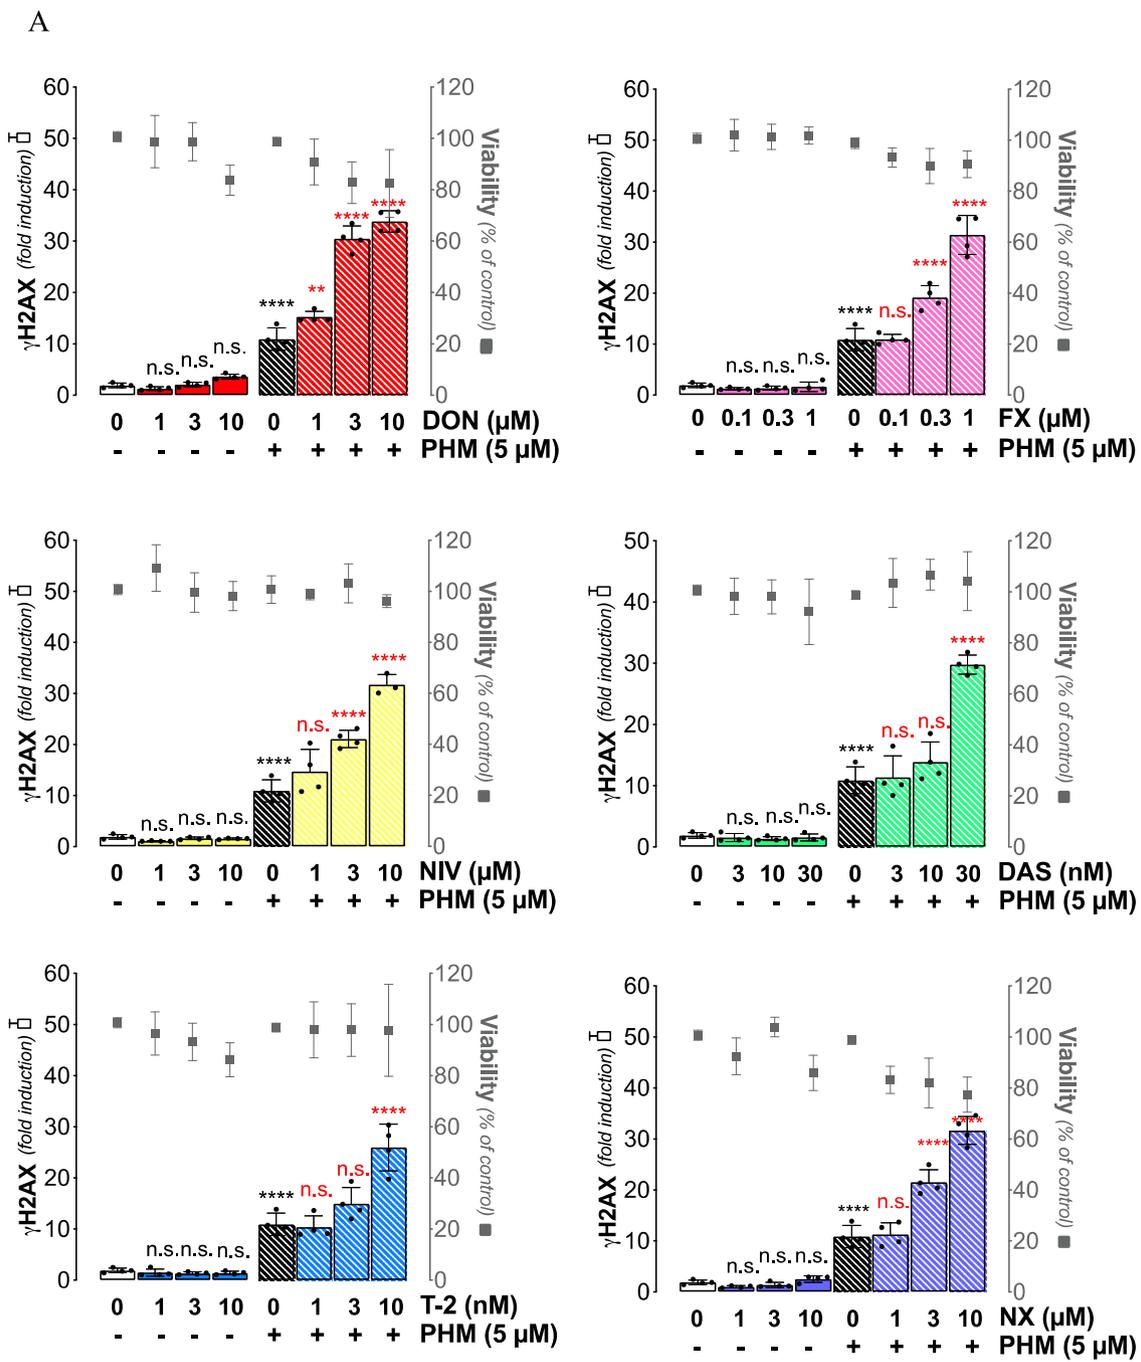 A
60
50
40
30
20
10
0
γH2AX (fold induction)
120
100
80
60
40
20
0
Viability (% of control)
n.s. n.s. n.s. **** ** **** ****
0 1 3 10 0 1 3 10 DON (µM)
- - - - + + + + PHM (5 µM)
60
50
40
30
20
10
0
γH2AX (fold induction)
120
100
80
60
40
20
0
Viability (% of control)
n.s. n.s. n.s. **** n.s. **** ****
0 0.1 0.3 1 0 0.1 0.3 1 FX (µM)
- - - - + + + + PHM (5 µM)
60
50
40
30
20
10
0
γH2AX (fold induction)
120
100
80
60
40
20
0
Viability (% of control)
n.s. n.s. n.s. **** n.s. **** ****
0 1 3 10 0 1 3 10 NIV (µM)
- - - - + + + + PHM (5 µM)
50
40
30
20
10
0
γH2AX (fold induction)
120
100
80
60
40
20
0
Viability (% of control)
n.s. n.s. n.s. **** n.s. n.s. ****
0 3 10 30 0 3 10 30 DAS (nM)
- - - - + + + + PHM (5 µM)
60
50
40
30
20
10
0
γH2AX (fold induction)
120
100
80
60
40
20
0
Viability (% of control)
n.s. n.s. n.s. **** n.s. n.s. ****
0 1 3 10 0 1 3 10 T-2 (nM)
- - - - + + + + PHM (5 µM)
60
50
40
30
20
10
0
γH2AX (fold induction)
120
100
80
60
40
20
0
Viability (% of control)
n.s. n.s. n.s. **** n.s. **** ****
0 1 3 10 0 1 3 10 NX (µM)
- - - - + + + + PHM (5 µM)